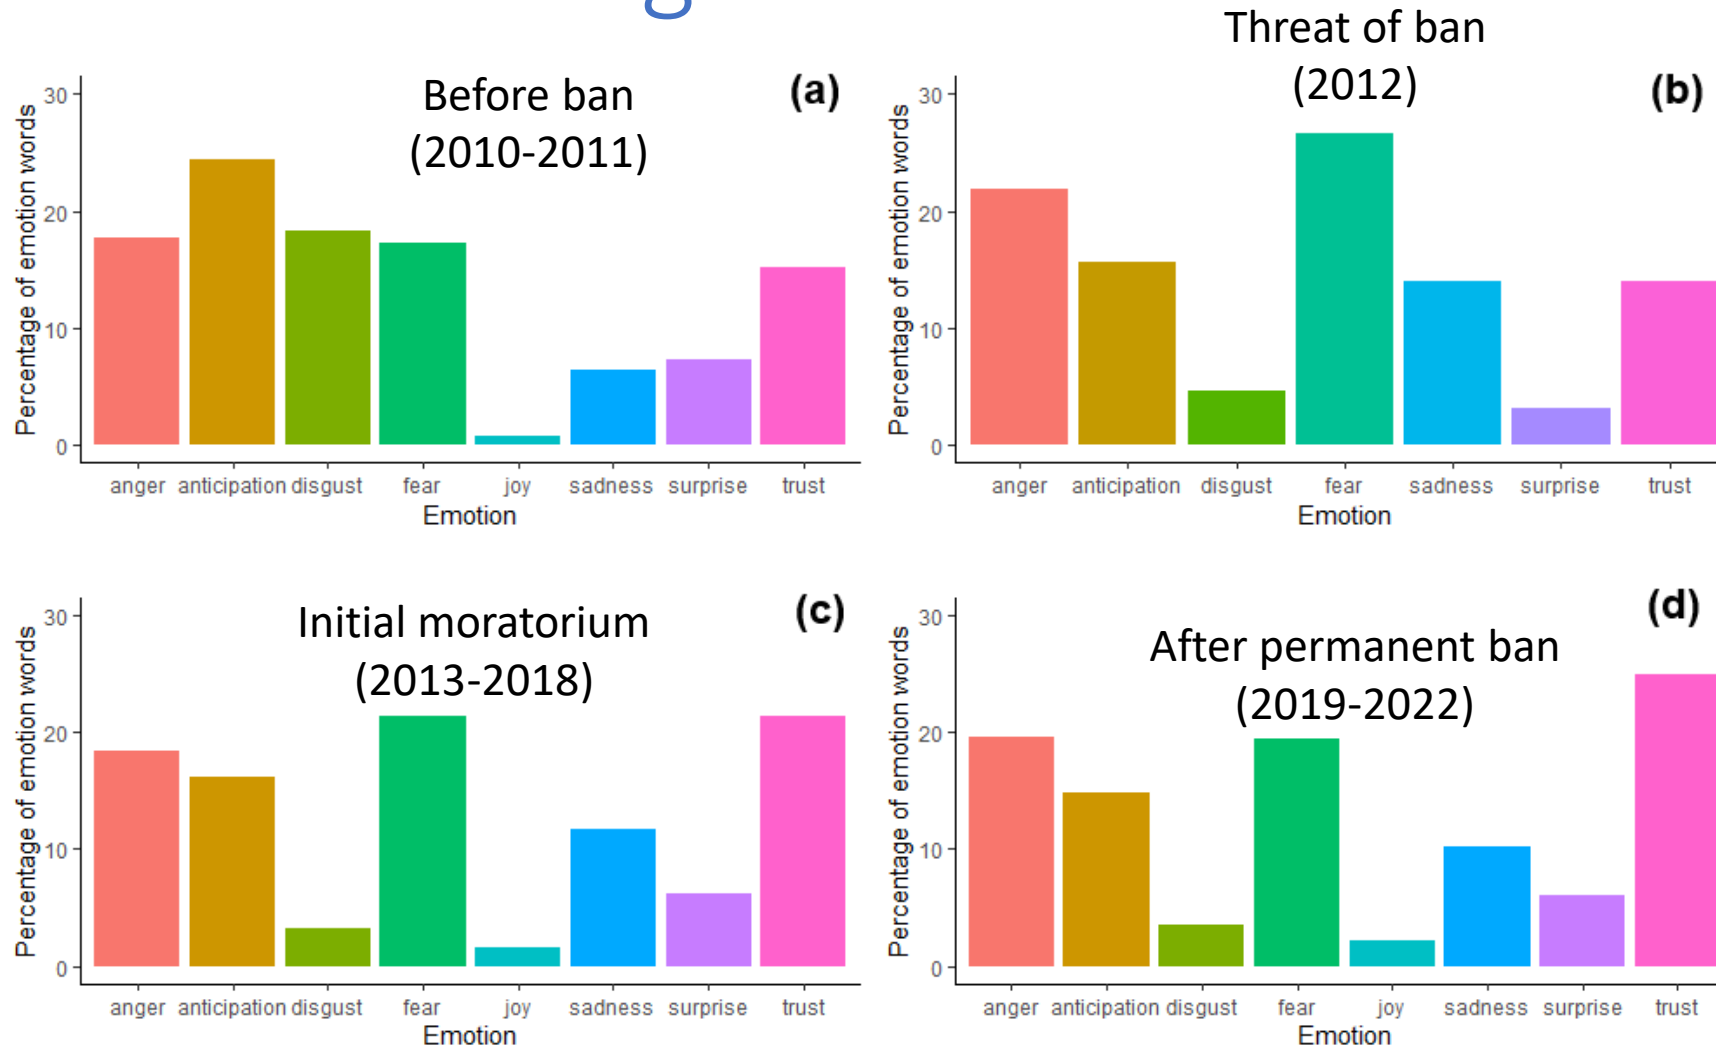 g
Before ban
(2010-2011)
(a)
30
20
10
0
Percentage of emotion words
anger anticipation disgust fear joy sadness surprise trust
Emotion
Threat of ban
(2012)
(b)
30
20
10
0
Percentage of emotion words
anger anticipation disgust fear sadness surprise trust
Emotion
Initial moratorium
(2013-2018)
(c)
30
20
10
0
Percentage of emotion words
anger anticipation disgust fear joy sadness surprise trust
Emotion
After permanent ban
(2019-2022)
(d)
30
20
10
0
Percentage of emotion words
anger anticipation disgust fear joy sadness surprise trust
Emotion